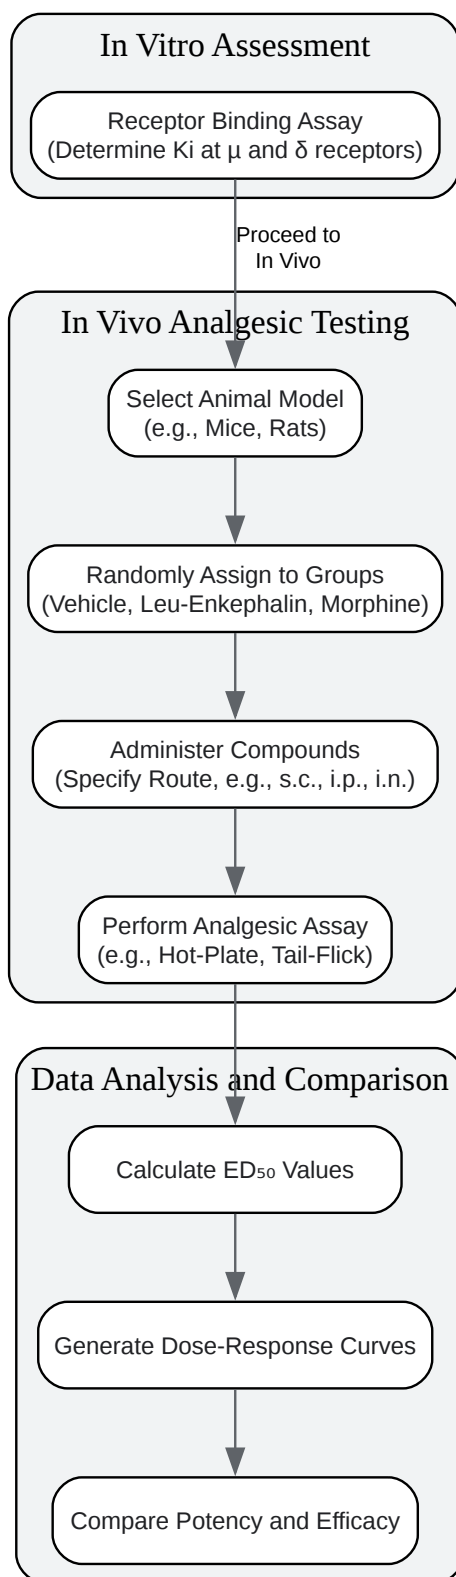 In Vitro Assessment
Receptor Binding Assay
(Determine Ki at µ and δ receptors)
Proceed to
In Vivo
In Vivo Analgesic Testing
Select Animal Model
(e.g., Mice, Rats)
Randomly Assign to Groups
(Vehicle, Leu-Enkephalin, Morphine)
Administer Compounds
(Specify Route, e.g., s.c., i.p., i.n.)
Perform Analgesic Assay
(e.g., Hot-Plate, Tail-Flick)
Data Analysis and Comparison
Calculate ED₅₀ Values
Generate Dose-Response Curves
Compare Potency and Efficacy